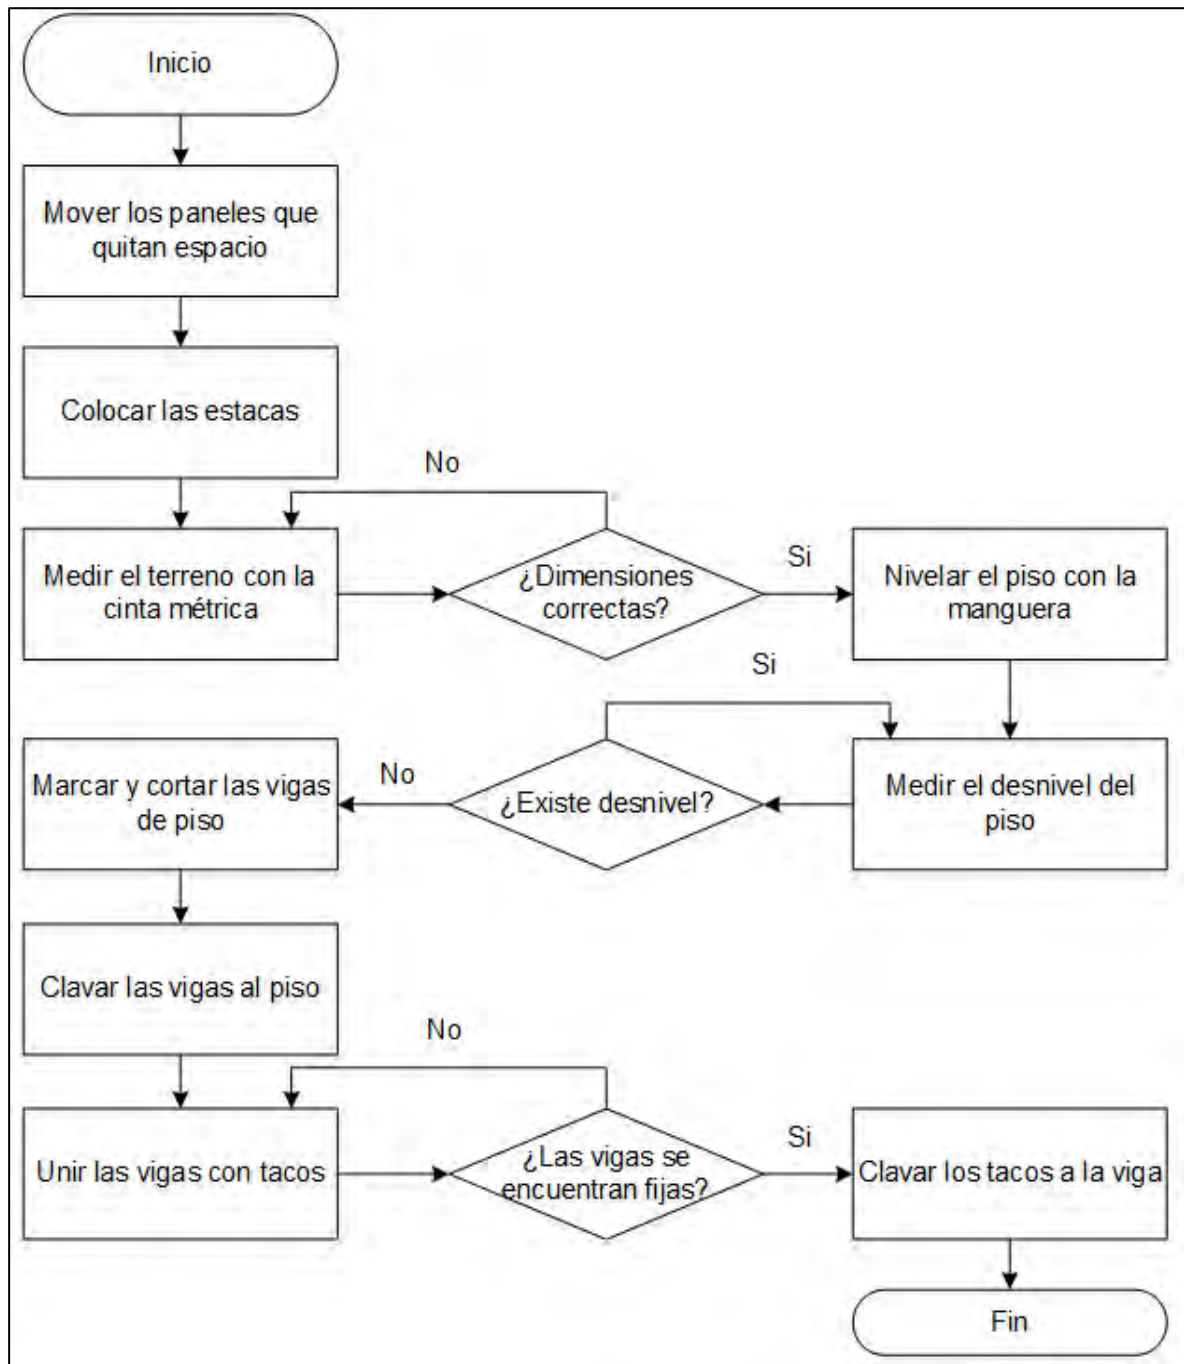 Inicio
Mover los paneles que
quitan espacio
Colocar las estacas
No
Medir el terreno con la
cinta métrica
¿Dimensiones
correctas?
Si
Nivelar el piso con la
manguera
Si
Medir el desnivel del
piso
¿Existe desnivel?
No
Marcar y cortar las vigas
de piso
Clavar las vigas al piso
No
Unir las vigas con tacos
¿Las vigas se
encuentran fijas?
Si
Clavar los tacos a la viga
Fin